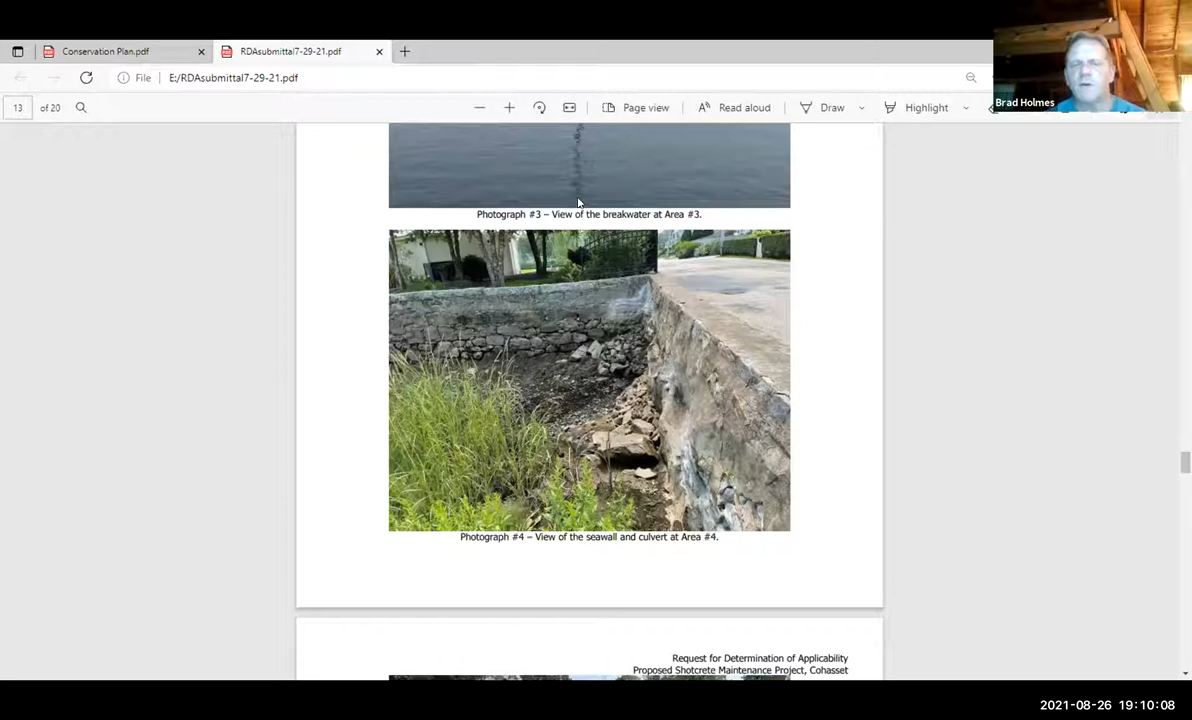 Conservation Plan.pdf
RDAsubmittal7-29-21.pdf
File E:/RDAsubmittal7-29-21.pdf
13 of 20
Page view
Read aloud
Draw
Highlight
Brad Holmes
Photograph #3 – View of the breakwater at Area #3.
Photograph #4 – View of the seawall and culvert at Area #4.
Request for Determination of Applicability
Proposed Shotcrete Maintenance Project, Cohasset
2021-08-26 19:10:08